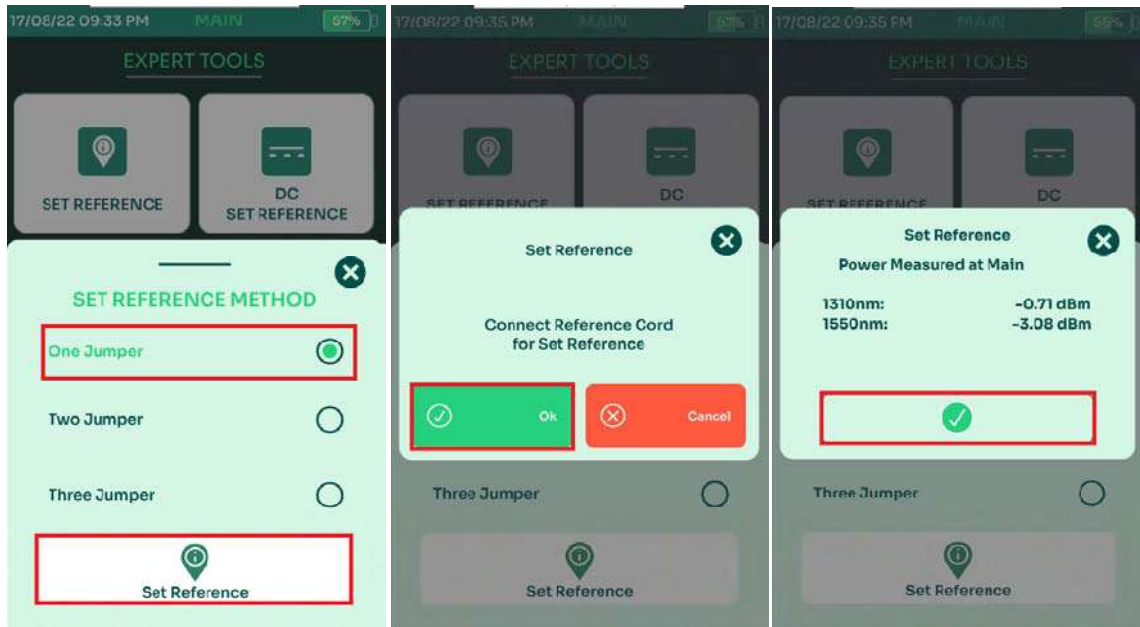 17/08/22 09:33 PM MAIN 57%
EXPERT TOOLS
SET REFERENCE
DC
SET REFERENCE
SET REFERENCE METHOD
One Jumper
Two Jumper
Three Jumper
Set Reference
17/08/22 09:35 PM MAIN
EXPERT TOOLS
SET REFERENCE
DC
Set Reference
Connect Reference Cord
for Set Reference
Ok
Cancel
Three Jumper
Set Reference
17/08/22 09:35 PM MAIN
EXPERT TOOLS
SET REFERENCE
DC
Set Reference
Power Measured at Main
1310nm: -0.71 dBm
1550nm: -3.08 dBm
Three Jumper
Set Reference